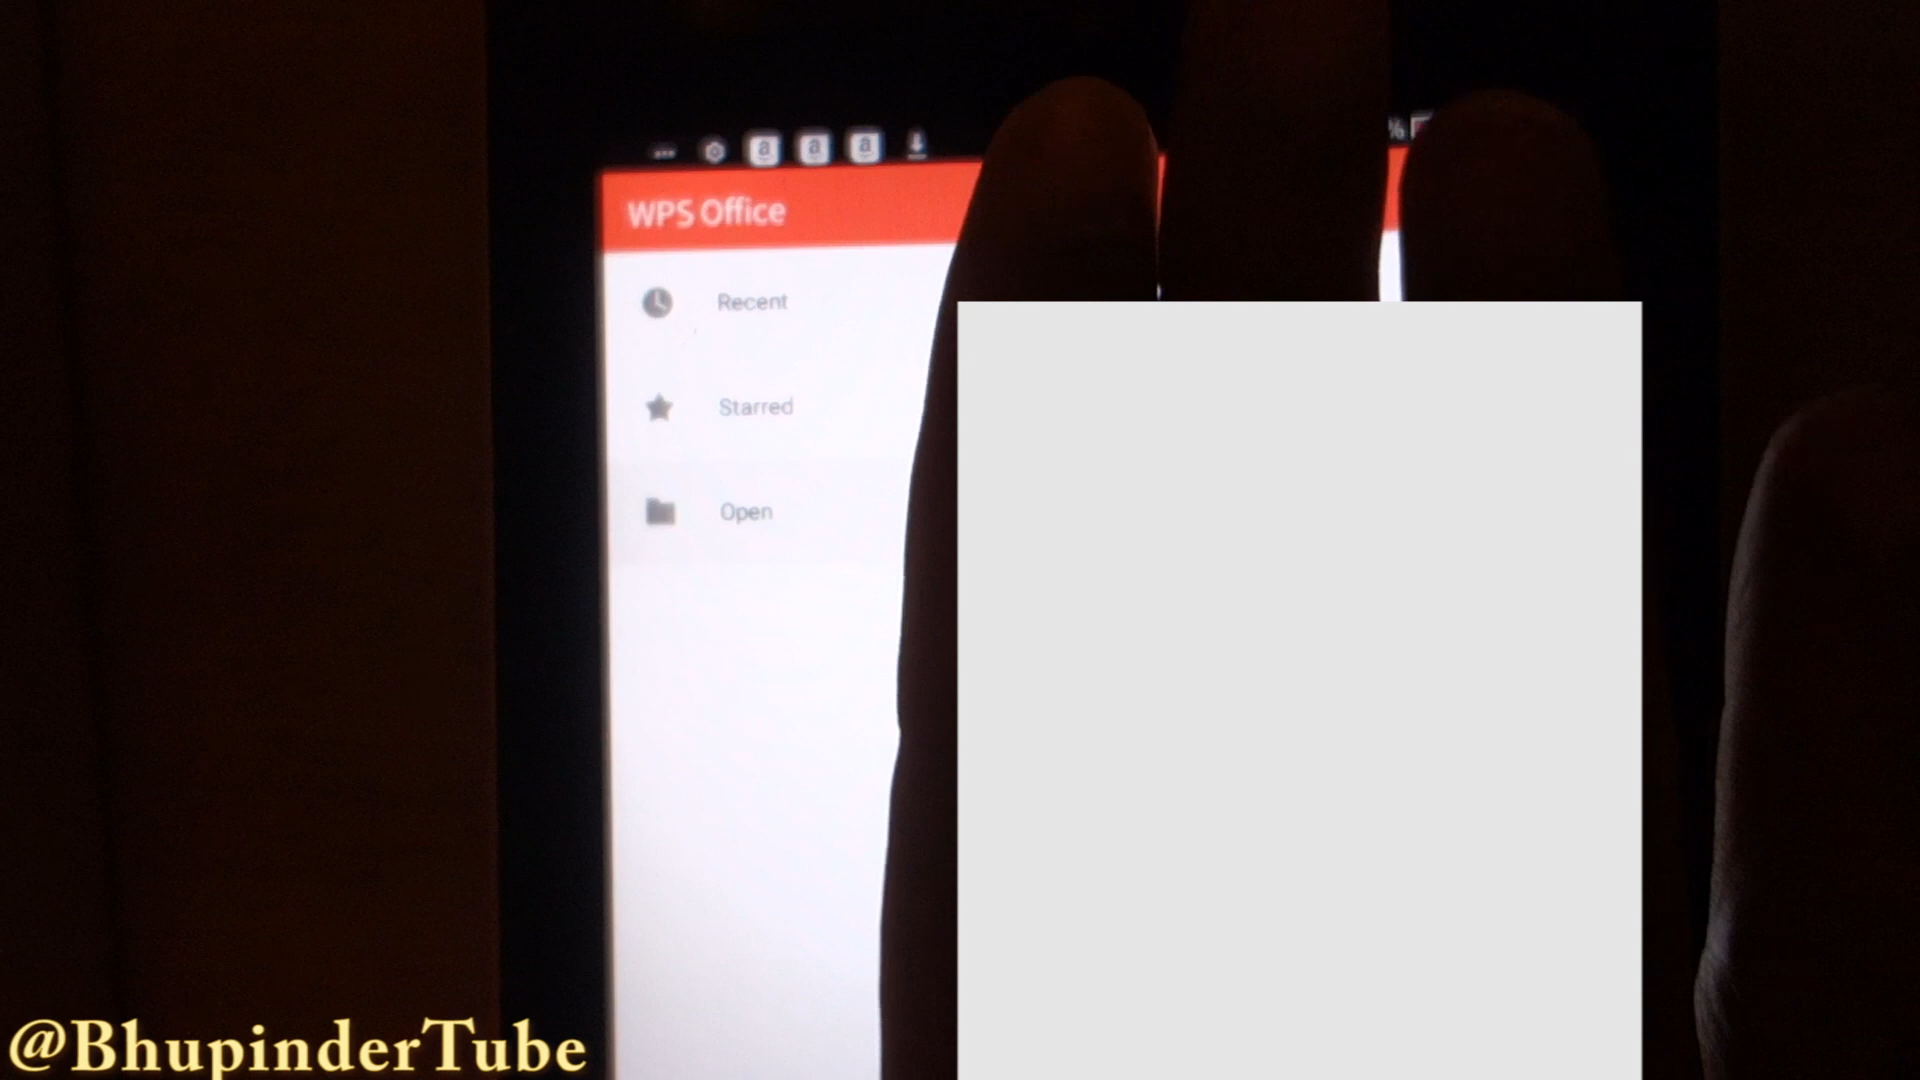 %
WPS Office
Recent
Starred
Open
@BhupinderTube